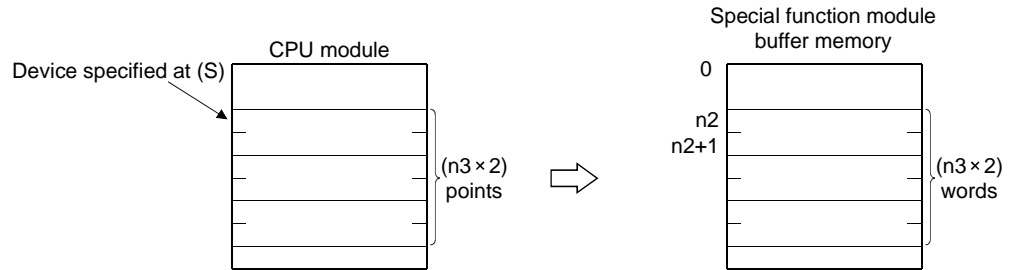 CPU module
Device specified at (S)
(n3×2)
points
Special function module
buffer memory
0
n2
n2+1
(n3×2)
words